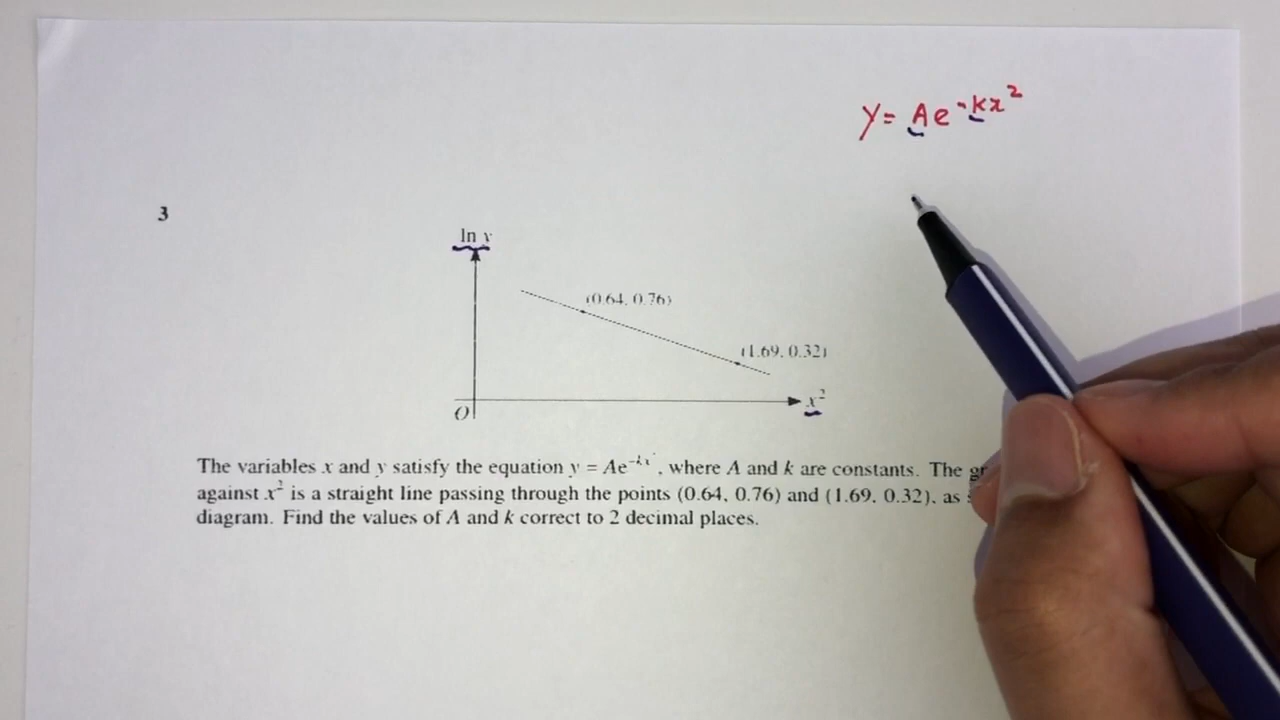 y = Ae^-kx²
3
ln y
(0.64, 0.76)
(1.69, 0.32)
x²
O
The variables x and y satisfy the equation y = Ae^-kx², where A and k are constants. The
against x² is a straight line passing through the points (0.64, 0.76) and (1.69, 0.32), as
diagram. Find the values of A and k correct to 2 decimal places.